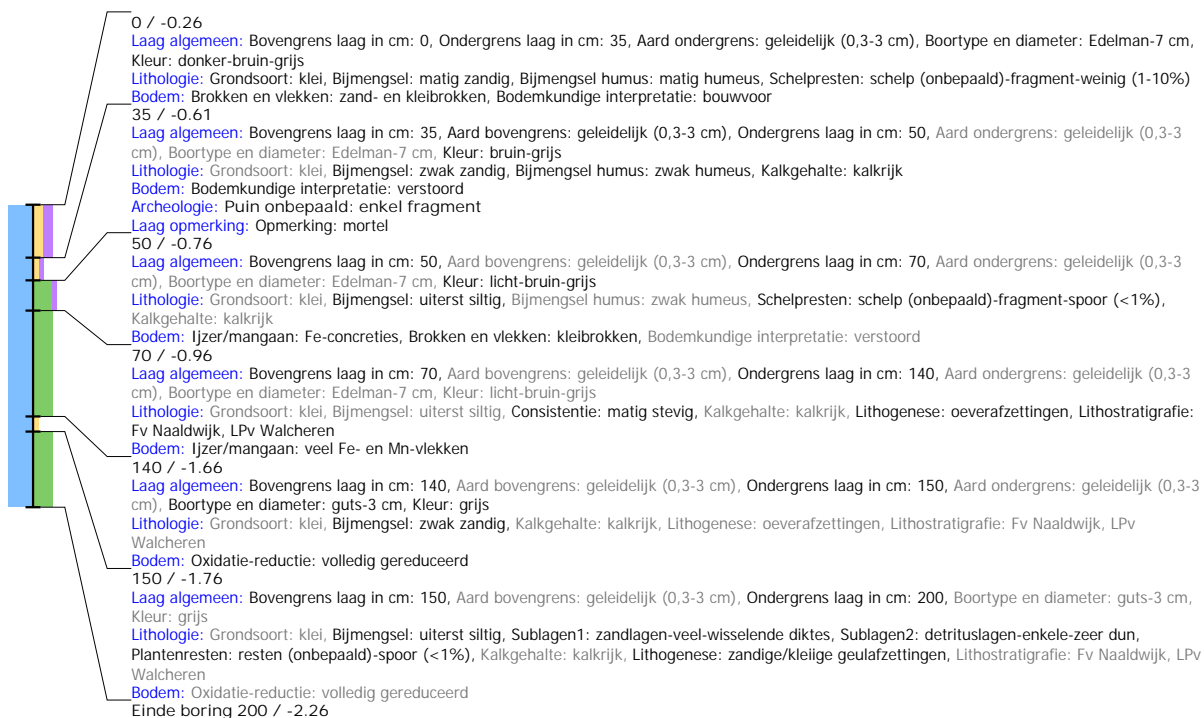 0 / -0.26
Laag algemeen: Bovengrens laag in cm: 0, Ondergrens laag in cm: 35, Aard ondergrens: geleidelijk (0,3-3 cm), Boortype en diameter: Edelman-7 cm,
Kleur: donker-bruin-grijs
Lithologie: Grondsoort: klei, Bijmengsel: matig zandig, Bijmengsel humus: matig humeus, Schelpresten: schelp (onbepaald)-fragment-weinig (1-10%)
Bodem: Brokken en vlekken: zand- en kleibrokken, Bodemkundige interpretatie: bouwvoor
35 / -0.61
Laag algemeen: Bovengrens laag in cm: 35, Aard bovengrens: geleidelijk (0,3-3 cm), Ondergrens laag in cm: 50, Aard ondergrens: geleidelijk (0,3-3
cm), Boortype en diameter: Edelman-7 cm, Kleur: bruin-grijs
Lithologie: Grondsoort: klei, Bijmengsel: zwak zandig, Bijmengsel humus: zwak humeus, Kalkgehalte: kalkrijk
Bodem: Bodemkundige interpretatie: verstoord
Archeologie: Puin onbepaald: enkel fragment
Laag opmerking: Opmerking: mortel
50 / -0.76
Laag algemeen: Bovengrens laag in cm: 50, Aard bovengrens: geleidelijk (0,3-3 cm), Ondergrens laag in cm: 70, Aard ondergrens: geleidelijk (0,3-3
cm), Boortype en diameter: Edelman-7 cm, Kleur: licht-bruin-grijs
Lithologie: Grondsoort: klei, Bijmengsel: uiterst siltig, Bijmengsel humus: zwak humeus, Schelpresten: schelp (onbepaald)-fragment-spoor (<1%),
Kalkgehalte: kalkrijk
Bodem: Ijzer/mangaan: Fe-concreties, Brokken en vlekken: kleibrokken, Bodemkundige interpretatie: verstoord
70 / -0.96
Laag algemeen: Bovengrens laag in cm: 70, Aard bovengrens: geleidelijk (0,3-3 cm), Ondergrens laag in cm: 140, Aard ondergrens: geleidelijk (0,3-3
cm), Boortype en diameter: Edelman-7 cm, Kleur: licht-bruin-grijs
Lithologie: Grondsoort: klei, Bijmengsel: uiterst siltig, Consistentie: matig stevig, Kalkgehalte: kalkrijk, Lithogenese: oeverafzettingen, Lithostratigrafie:
Fv Naaldwijk, LPv Walcheren
Bodem: Ijzer/mangaan: veel Fe- en Mn-vlekken
140 / -1.66
Laag algemeen: Bovengrens laag in cm: 140, Aard bovengrens: geleidelijk (0,3-3 cm), Ondergrens laag in cm: 150, Aard ondergrens: geleidelijk (0,3-3
cm), Boortype en diameter: guts-3 cm, Kleur: grijs
Lithologie: Grondsoort: klei, Bijmengsel: zwak zandig, Kalkgehalte: kalkrijk, Lithogenese: oeverafzettingen, Lithostratigrafie: Fv Naaldwijk, LPv
Walcheren
Bodem: Oxidatie-reductie: volledig gereduceerd
150 / -1.76
Laag algemeen: Bovengrens laag in cm: 150, Aard bovengrens: geleidelijk (0,3-3 cm), Ondergrens laag in cm: 200, Boortype en diameter: guts-3 cm,
Kleur: grijs
Lithologie: Grondsoort: klei, Bijmengsel: uiterst siltig, Sublagen1: zandlagen-veel-wisselende diktes, Sublagen2: detrituslagen-enkele-zeer dun,
Plantenresten: resten (onbepaald)-spoor (<1%), Kalkgehalte: kalkrijk, Lithogenese: zandige/kleiige geulafzettingen, Lithostratigrafie: Fv Naaldwijk, LPv
Walcheren
Bodem: Oxidatie-reductie: volledig gereduceerd
Einde boring 200 / -2.26